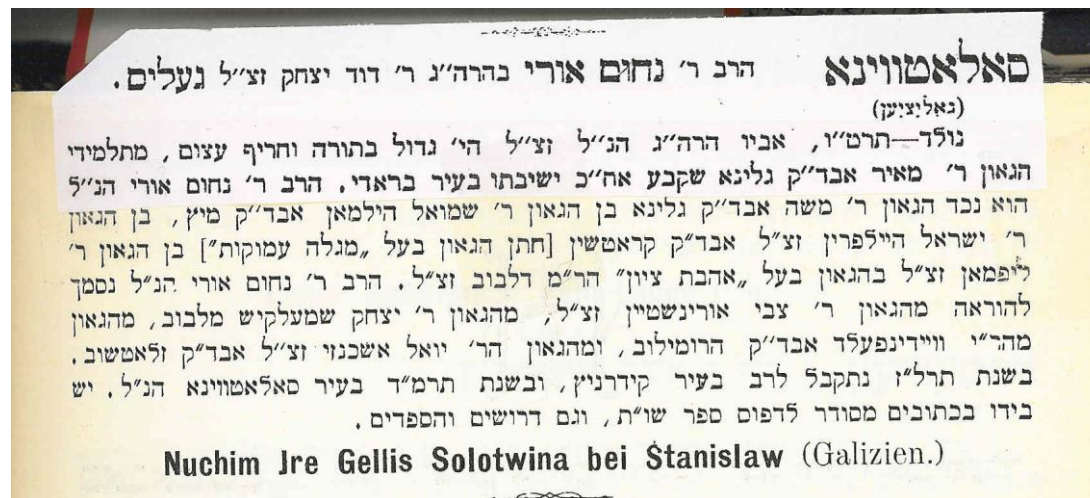 סאלאטווינא הרב ר׳ נחום אורי בהרה״ג ר׳ דוד יצחק זצ״ל געלים.
(גאליציען)
נולד—תרט״ו, אביו הרה״ג הנ״ל זצ״ל הי׳ גדול בתורה וחריף עצום, מתלמידי
הגאון ר׳ מאיר אבד״ק גלינא שקבע אח״כ ישיבתו בעיר בראדי. הרב ר׳ נחום אורי הנ״ל
הוא נכד הגאון ר׳ משה אבד״ק גלינא בן הגאון ר׳ שמואל הילמאן אבד״ק מיץ, בן הגאון
ר׳ ישראל היילפרין זצ״ל אבד״ק קראטשין [חתן הגאון בעל „מגלה עמוקות״] בן הגאון ר׳
ליפמאן זצ״ל בהגאון בעל „אהבת ציון״ הר״מ דלבוב זצ״ל. הרב ר׳ נחום אורי הנ״ל נסמך
להוראה מהגאון ר׳ צבי אורינשטיין זצ״ל, מהגאון ר׳ יצחק שמעלקיש מלבוב, מהגאון
מהר״י ווידינפעלד אבד״ק הרומילוב, ומהגאון הר׳ יואל אשכנזי זצ״ל אבד״ק זלאטשוב.
בשנת תרל״ז נתקבל לרב בעיר קידרניץ, ובשנת תרמ״ד בעיר סאלאטווינא הנ״ל. יש
בידו בכתובים מסודר לדפוס ספר שו״ת, וגם דרושים והספדים.
Nuchim Jre Gellis Solotwina bei Stanislaw (Galizien.)